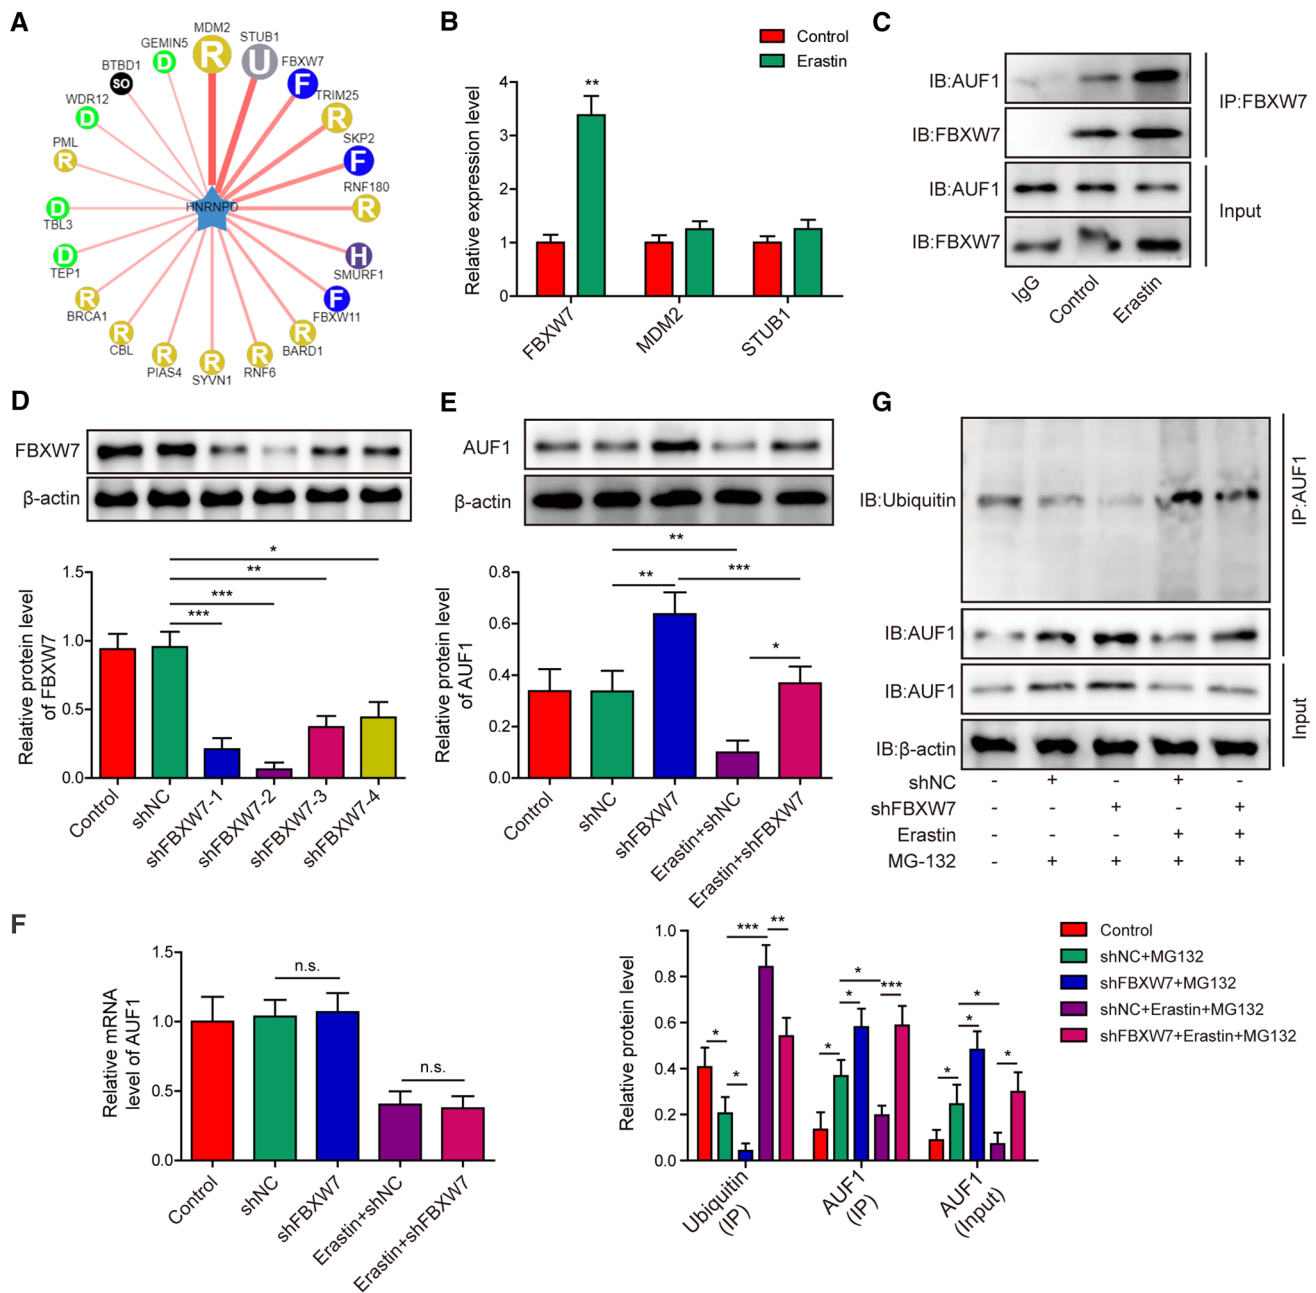 A
MDM2
STUB1
GEMIN5
FBXW7
BTBD1
TRIM25
WDR12
SKP2
PML
RNF180
HNRNPD
TBL3
SMURF1
TEP1
FBXW11
BRCA1
BARD1
CBL
RNF6
PIAS4
SYVN1
R
U
D
F
SO
R
D
F
R
R
D
H
D
F
R
R
R
R
R
R
B
Control
Erastin
Relative expression level
4
3
2
1
0
**
FBXW7
MDM2
STUB1
C
IB:AUF1
IB:FBXW7
IP:FBXW7
IB:AUF1
IB:FBXW7
Input
IgG
Control
Erastin
D
FBXW7
β-actin
Relative protein level
of FBXW7
1.5
1.0
0.5
0.0
*
**
***
***
Control
shNC
shFBXW7-1
shFBXW7-2
shFBXW7-3
shFBXW7-4
E
AUF1
β-actin
Relative protein level
of AUF1
0.8
0.6
0.4
0.2
0.0
**
** ***
*
Control
shNC
shFBXW7
Erastin+shNC
Erastin+shFBXW7
G
IB:Ubiquitin
IP:AUF1
IB:AUF1
IB:AUF1
IB:β-actin
Input
shNC - + - + -
shFBXW7 - - + - +
Erastin - - - + +
MG-132 - + + + +
F
Relative mRNA
level of AUF1
1.5
1.0
0.5
0.0
n.s.
n.s.
Control
shNC
shFBXW7
Erastin+shNC
Erastin+shFBXW7
Relative protein level
1.0
0.8
0.6
0.4
0.2
0.0
*** **
*
*
*
* ***
*
*
*
* *
Ubiquitin
(IP)
AUF1
(IP)
AUF1
(Input)
Control
shNC+MG132
shFBXW7+MG132
shNC+Erastin+MG132
shFBXW7+Erastin+MG132